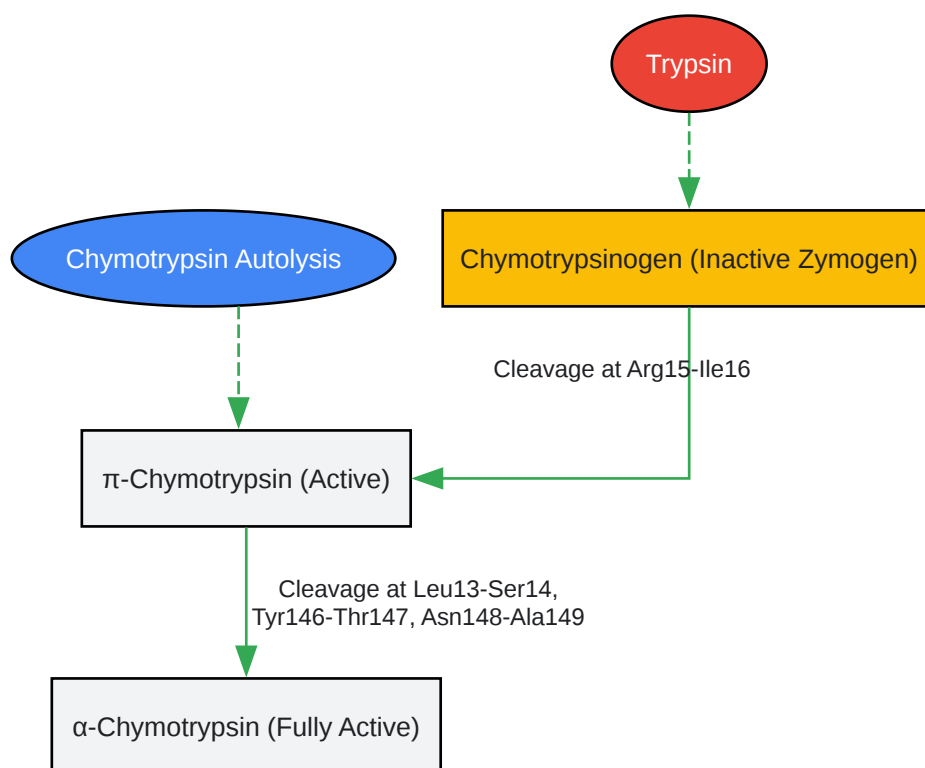 Trypsin
Chymotrypsin Autolysis
Chymotrypsinogen (Inactive Zymogen)
Cleavage at Arg15-Ile16
π-Chymotrypsin (Active)
Cleavage at Leu13-Ser14,
Tyr146-Thr147, Asn148-Ala149
α-Chymotrypsin (Fully Active)